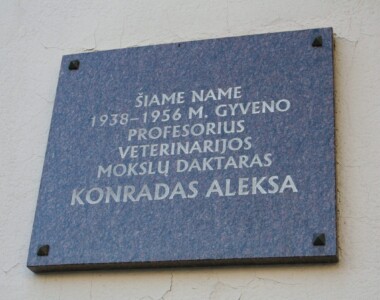 ŠIAME NAME
1938–1956 M. GYVENO
PROFESORIUS
VETERINARIJOS
MOKSLŲ DAKTARAS
KONRADAS ALEKSA